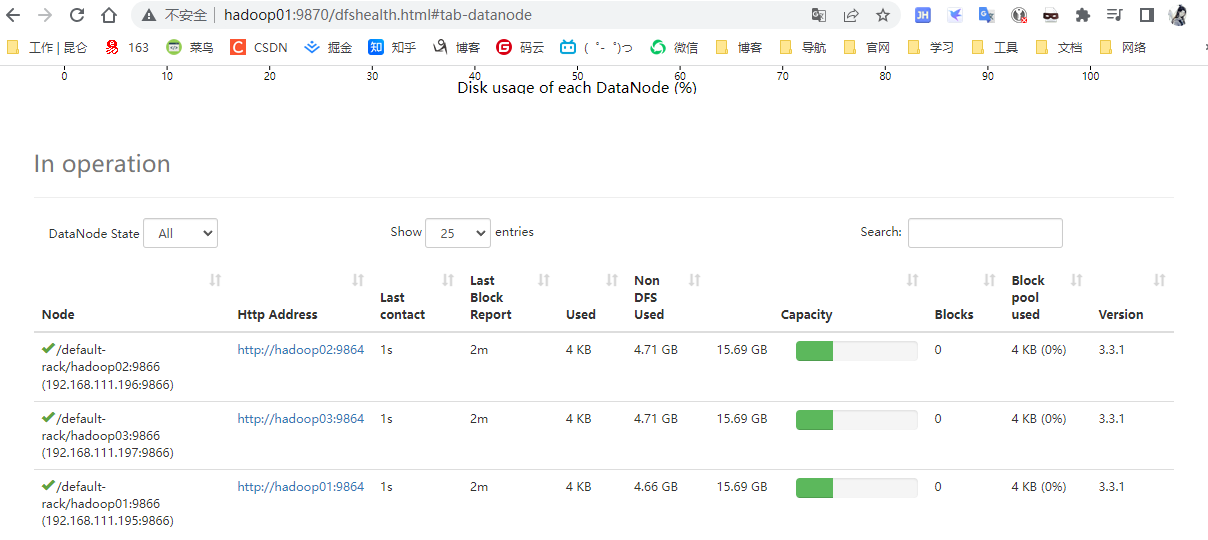 不安全 hadoop01:9870/dfshealth.html#tab-datanode
工作 | 昆仑 163 菜鸟 CSDN 掘金 知乎 博客 码云 ( ゜- ゜)つ 微信 博客 导航 官网 学习 工具 文档 网络
0 10 20 30 40 50 60 70 80 90 100
Disk usage of each DataNode (%)
In operation
DataNode State All Show 25 entries Search:
Node Http Address Last contact Last Block Report Used Non DFS Used Capacity Blocks Block pool used Version
/default-
rack/hadoop02:9866
(192.168.111.196:9866) http://hadoop02:9864 1s 2m 4 KB 4.71 GB 15.69 GB 0 4 KB (0%) 3.3.1
/default-
rack/hadoop03:9866
(192.168.111.197:9866) http://hadoop03:9864 1s 2m 4 KB 4.71 GB 15.69 GB 0 4 KB (0%) 3.3.1
/default-
rack/hadoop01:9866
(192.168.111.195:9866) http://hadoop01:9864 1s 2m 4 KB 4.66 GB 15.69 GB 0 4 KB (0%) 3.3.1